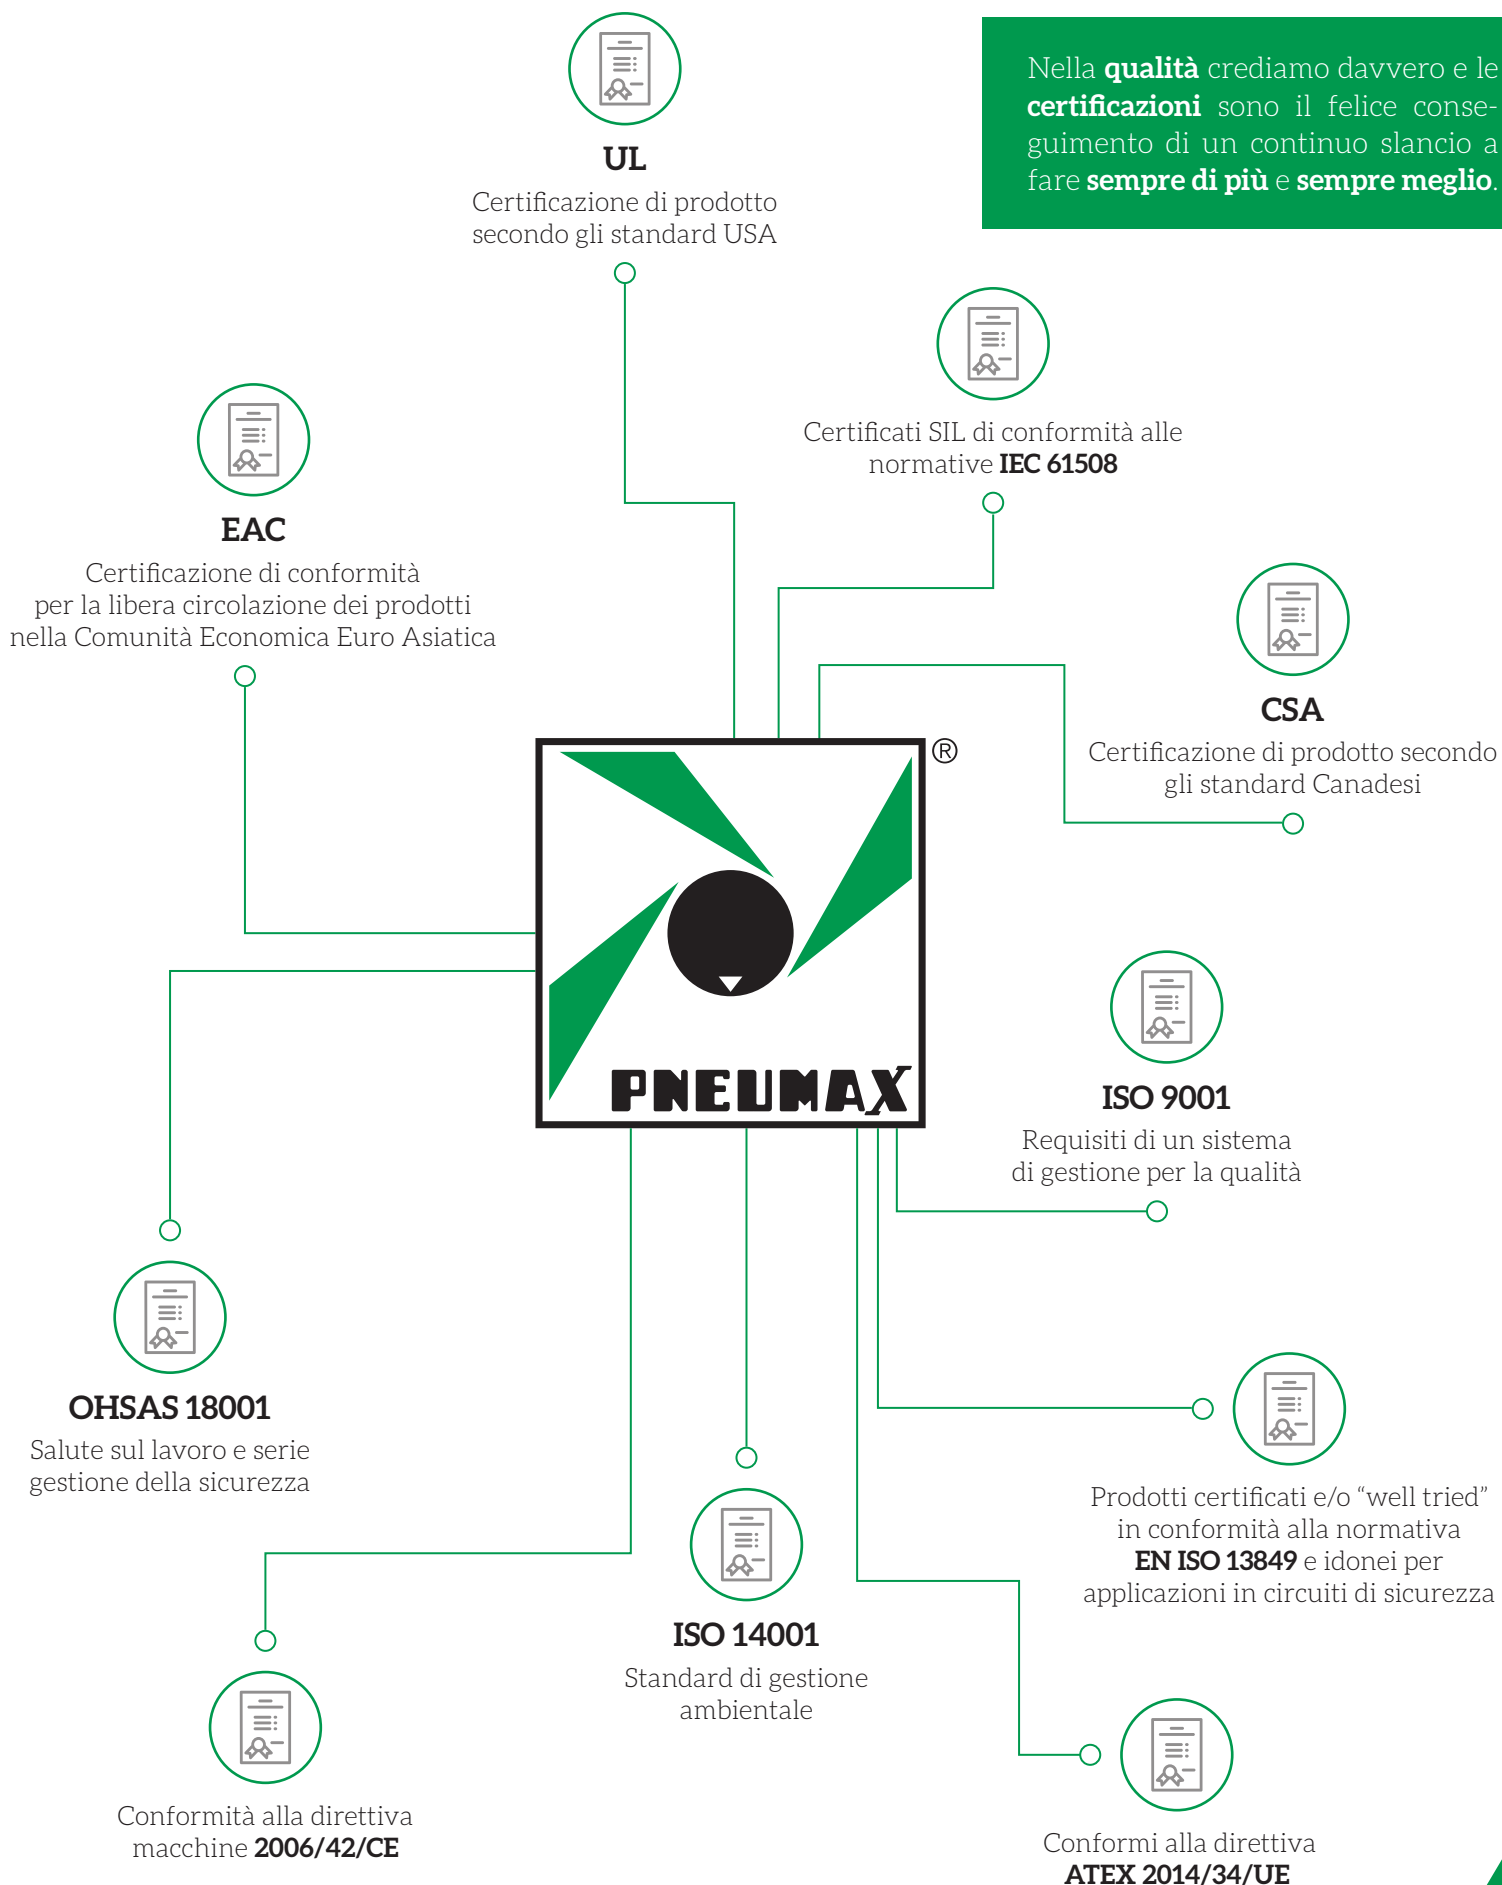 Nella qualità crediamo davvero e le
certificazioni sono il felice conse-
guimento di un continuo slancio a
fare sempre di più e sempre meglio.
UL
Certificazione di prodotto
secondo gli standard USA
Certificati SIL di conformità alle
normative IEC 61508
EAC
Certificazione di conformità
per la libera circolazione dei prodotti
nella Comunità Economica Euro Asiatica
CSA
Certificazione di prodotto secondo
gli standard Canadesi
®
PNEUMAX
ISO 9001
Requisiti di un sistema
di gestione per la qualità
OHSAS 18001
Salute sul lavoro e serie
gestione della sicurezza
Prodotti certificati e/o “well tried”
in conformità alla normativa
EN ISO 13849 e idonei per
applicazioni in circuiti di sicurezza
ISO 14001
Standard di gestione
ambientale
Conformità alla direttiva
macchine 2006/42/CE
Conformi alla direttiva
ATEX 2014/34/UE